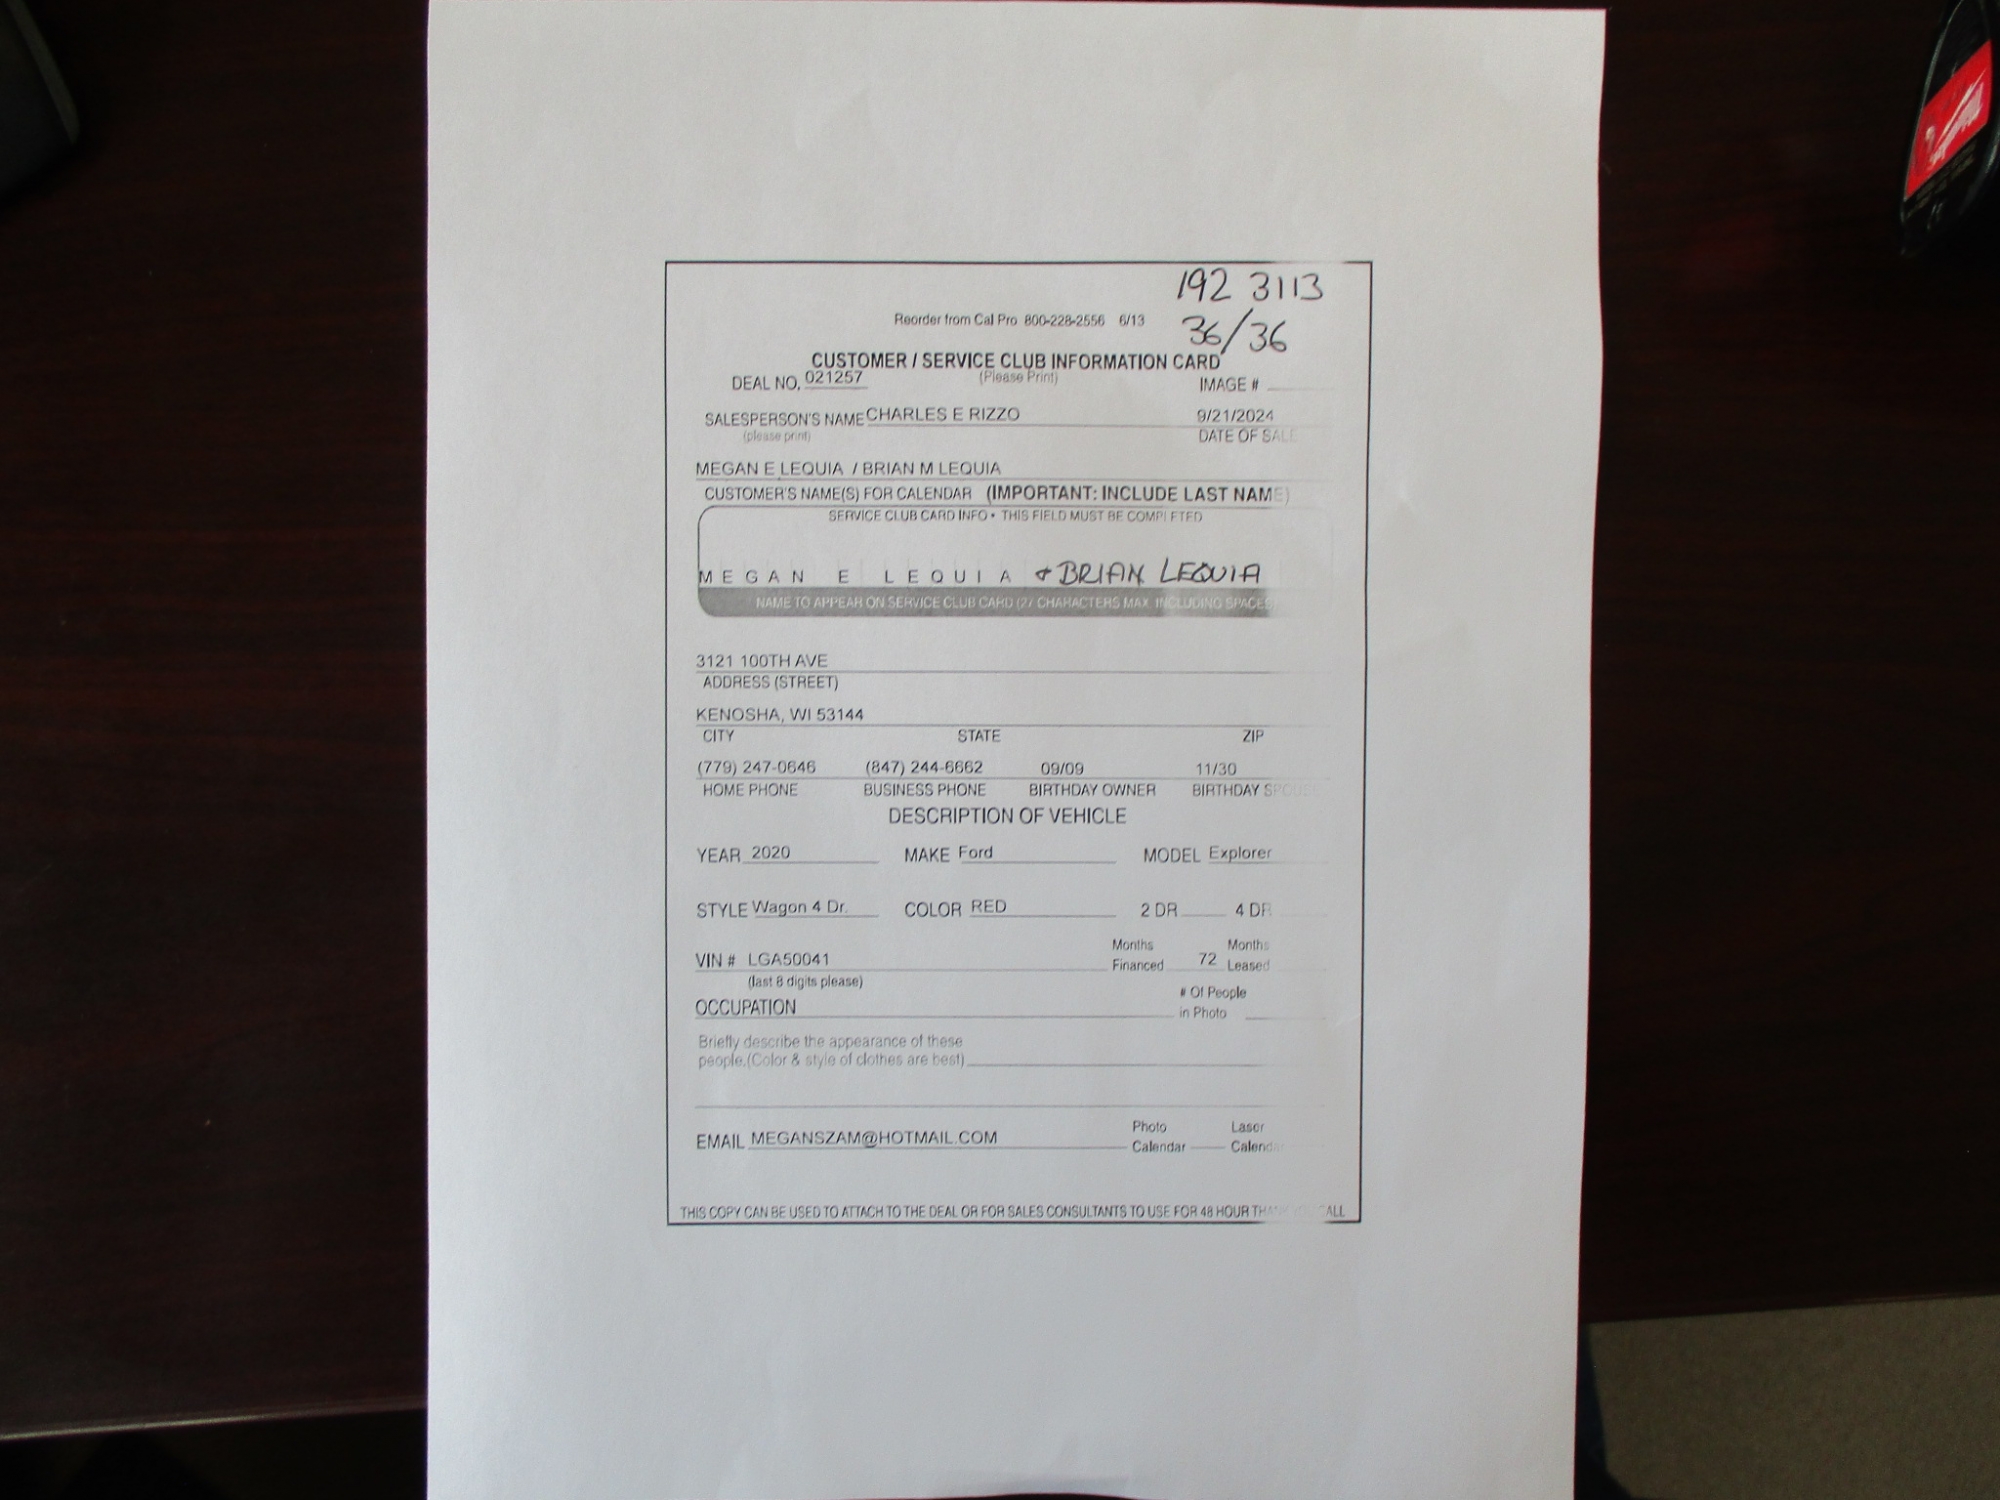 192 3113
Reorder from Cal Pro 800-228-2556 6/13
36/36
CUSTOMER / SERVICE CLUB INFORMATION CARD
DEAL NO. 021257 (Please Print) IMAGE #
SALESPERSON'S NAME CHARLES E RIZZO 9/21/2024
(please print) DATE OF SALE
MEGAN E LEQUIA / BRIAN M LEQUIA
CUSTOMER'S NAME(S) FOR CALENDAR (IMPORTANT: INCLUDE LAST NAME)
SERVICE CLUB CARD INFO • THIS FIELD MUST BE COMPLETED
MEGAN E LEQUIA + BRIAN LEQUIA
NAME TO APPEAR ON SERVICE CLUB CARD (27 CHARACTERS MAX. INCLUDING SPACES)
3121 100TH AVE
ADDRESS (STREET)
KENOSHA, WI 53144
CITY STATE ZIP
(779) 247-0646 (847) 244-6662 09/09 11/30
HOME PHONE BUSINESS PHONE BIRTHDAY OWNER BIRTHDAY SPOUSE
DESCRIPTION OF VEHICLE
YEAR 2020 MAKE Ford MODEL Explorer
STYLE Wagon 4 Dr. COLOR RED 2 DR 4 DR
Months Months
VIN # LGA50041 Financed 72 Leased
(last 8 digits please)
# Of People
OCCUPATION in Photo
Briefly describe the appearance of these
people.(Color & style of clothes are best)
Photo Laser
EMAIL MEGANSZAM@HOTMAIL.COM Calendar Calendar
THIS COPY CAN BE USED TO ATTACH TO THE DEAL OR FOR SALES CONSULTANTS TO USE FOR 48 HOUR THANK YOU CALL